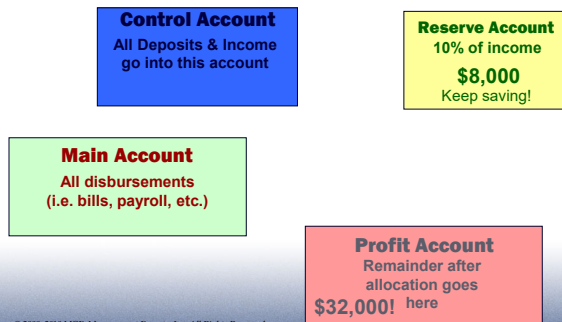 Control Account
All Deposits & Income
go into this account
Reserve Account
10% of income
$8,000
Keep saving!
Main Account
All disbursements
(i.e. bills, payroll, etc.)
Profit Account
Remainder after
allocation goes
$32,000! here